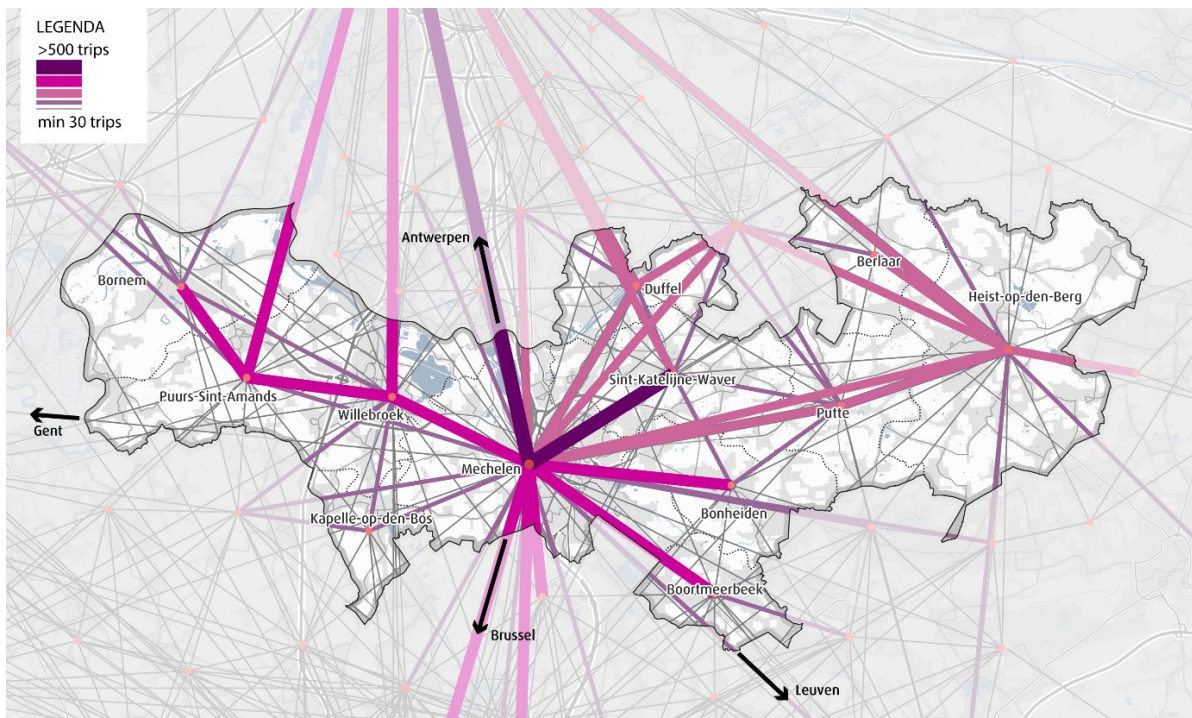 LEGENDA
>500 trips
min 30 trips
Antwerpen
Berlaar
Bornem
Duffel
Heist-op-den-Berg
Sint-Katelijne-Waver
Puurs-Sint-Amands
Willebroek
Putte
Gent
Mechelen
Bonheiden
Kapelle-op-den-Bos
Boortmeerbeek
Brussel
Leuven